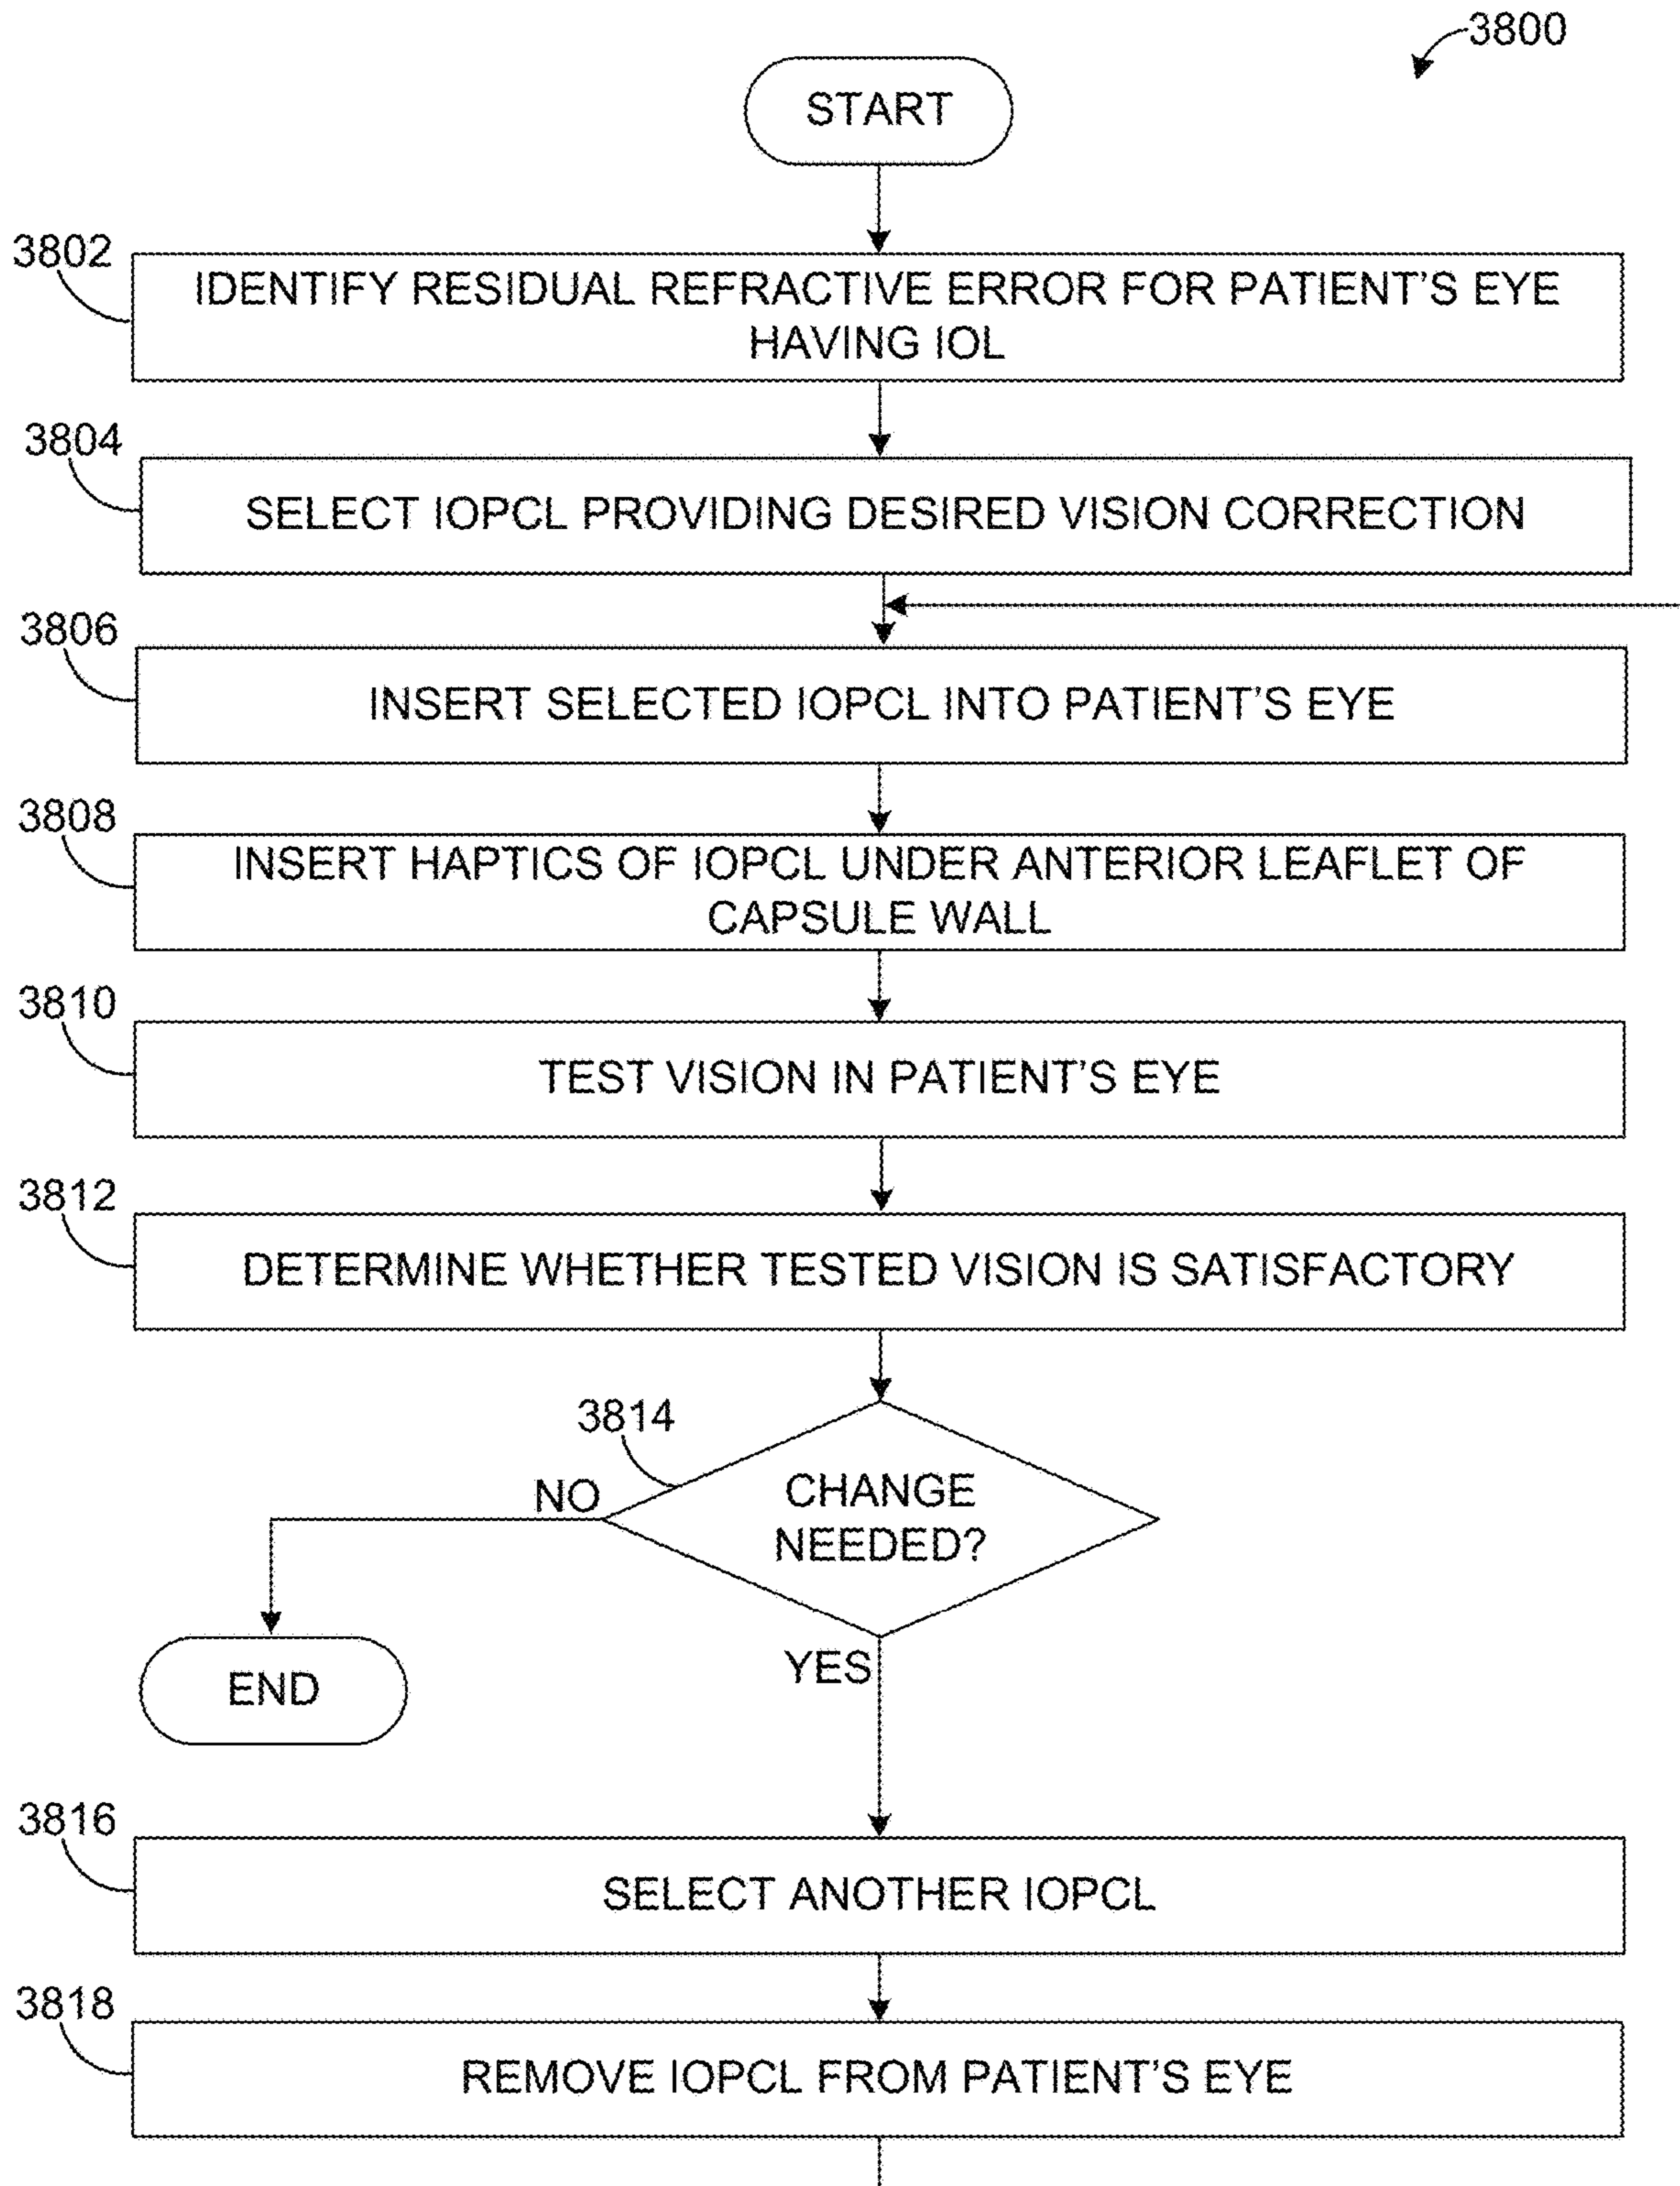 3800
START
3802
IDENTIFY RESIDUAL REFRACTIVE ERROR FOR PATIENT'S EYE
HAVING IOL
3804
SELECT IOPCL PROVIDING DESIRED VISION CORRECTION
3806
INSERT SELECTED IOPCL INTO PATIENT'S EYE
3808
INSERT HAPTICS OF IOPCL UNDER ANTERIOR LEAFLET OF
CAPSULE WALL
3810
TEST VISION IN PATIENT'S EYE
3812
DETERMINE WHETHER TESTED VISION IS SATISFACTORY
3814
CHANGE
NEEDED?
NO
END
YES
3816
SELECT ANOTHER IOPCL
3818
REMOVE IOPCL FROM PATIENT'S EYE